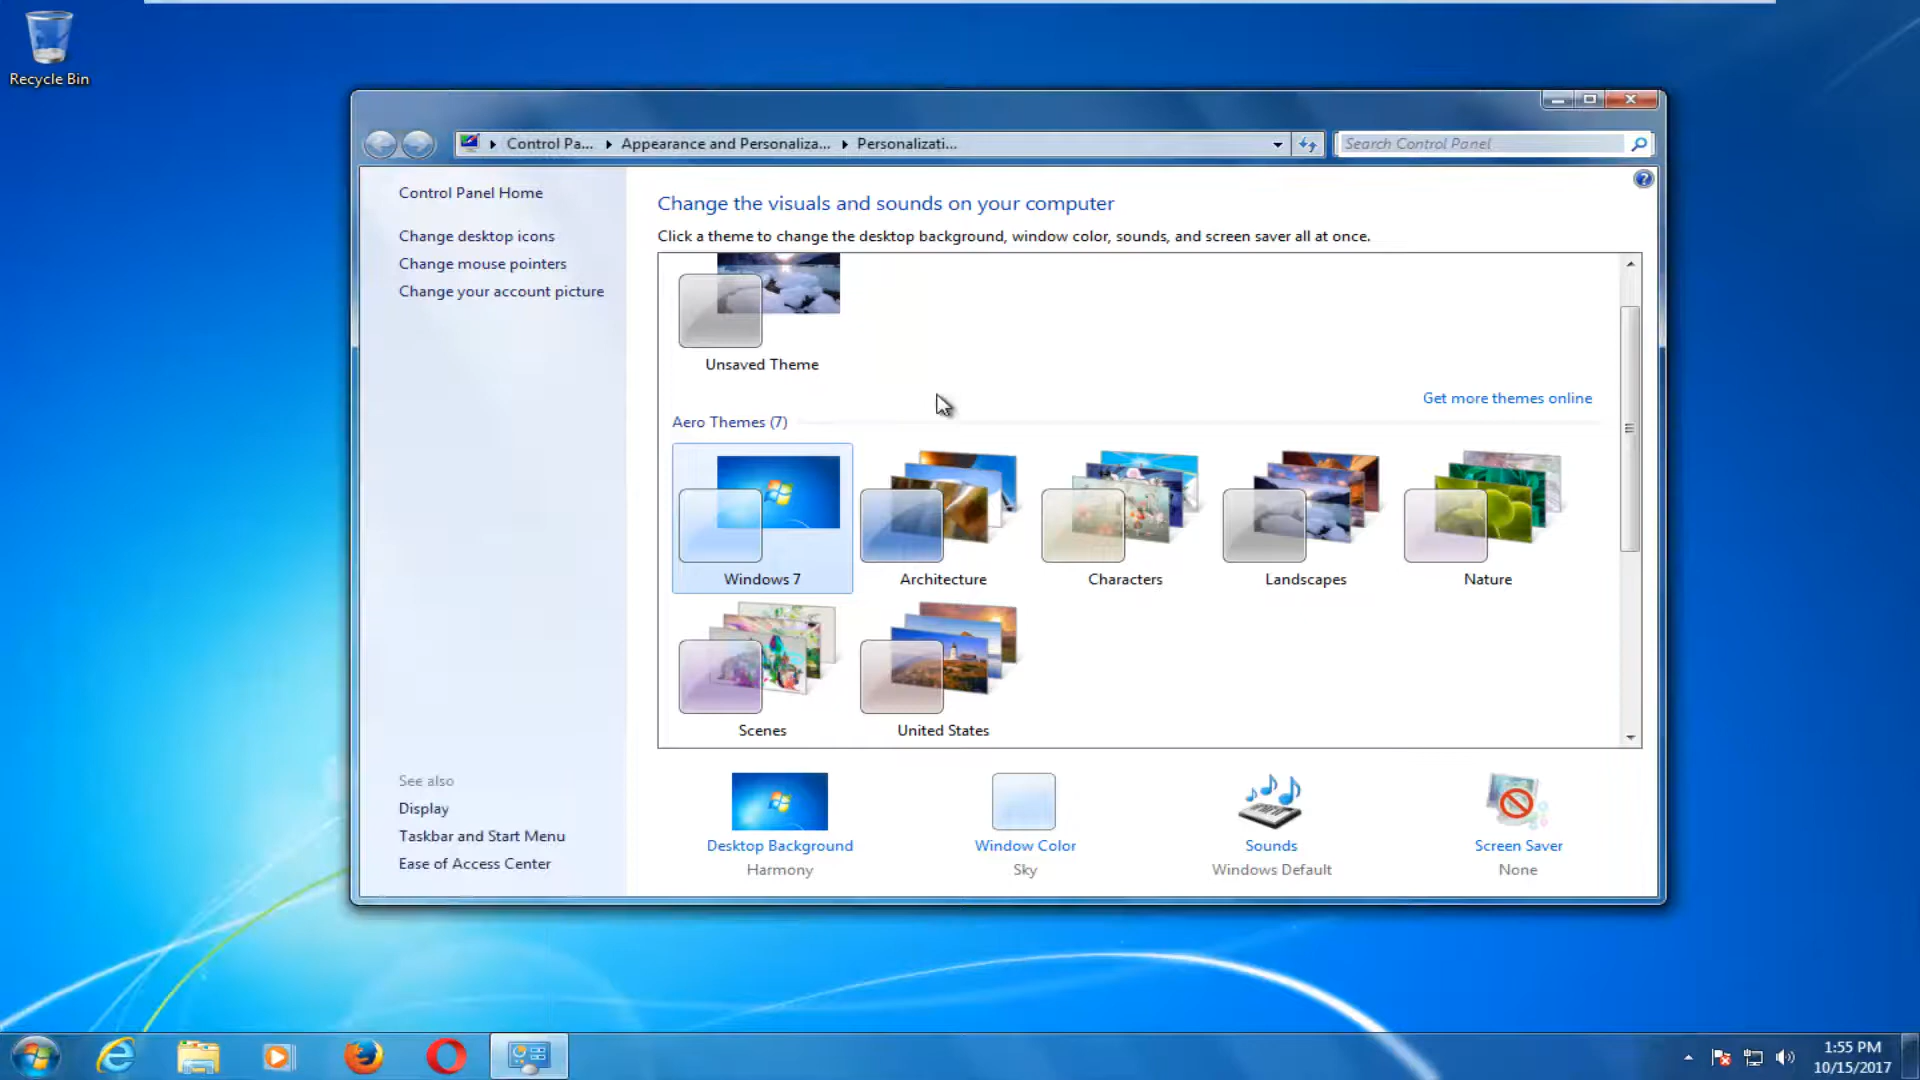 Recycle Bin
Control Pa... Appearance and Personaliza... Personalizati...
Search Control Panel
Control Panel Home
Change desktop icons
Change mouse pointers
Change your account picture
See also
Display
Taskbar and Start Menu
Ease of Access Center
Change the visuals and sounds on your computer
Click a theme to change the desktop background, window color, sounds, and screen saver all at once.
Unsaved Theme
Get more themes online
Aero Themes (7)
Windows 7
Architecture
Characters
Landscapes
Nature
Scenes
United States
Desktop Background
Harmony
Window Color
Sky
Sounds
Windows Default
Screen Saver
None
1:55 PM
10/15/2017